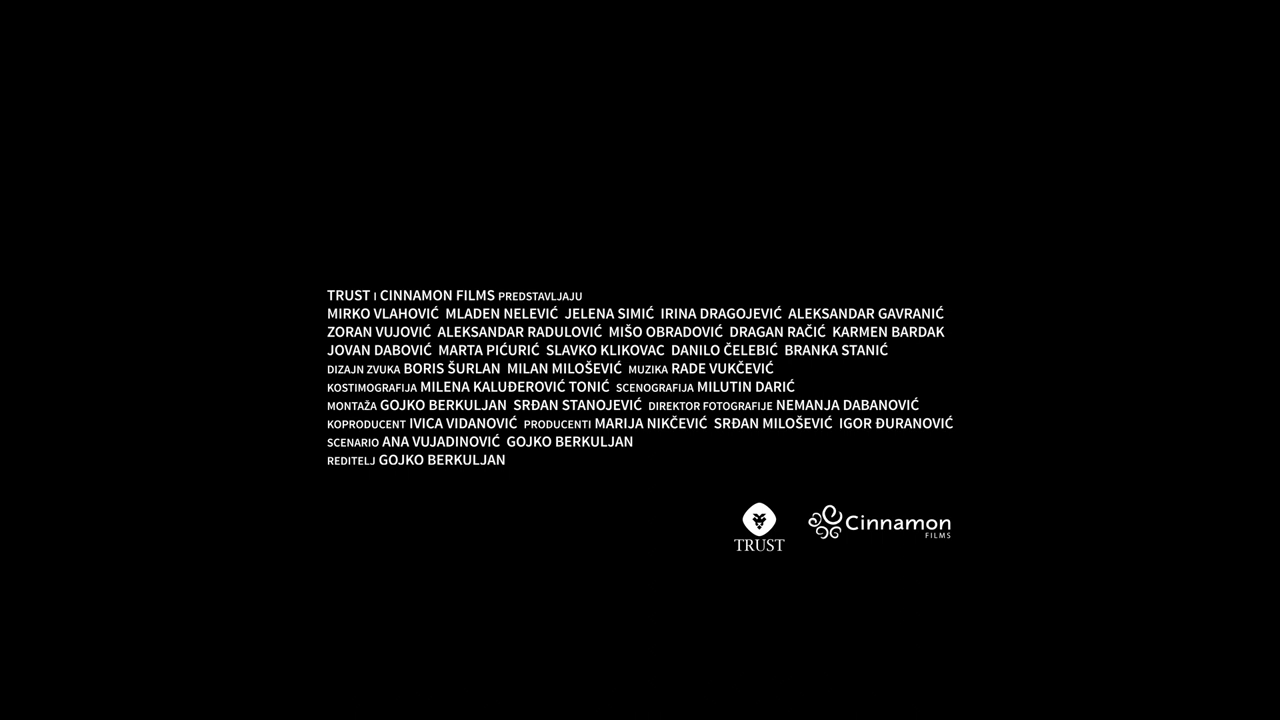 TRUST I CINNAMON FILMS PREDSTAVLJAJU
MIRKO VLAHOVIĆ MLADEN NELEVIĆ JELENA SIMIĆ IRINA DRAGOJEVIĆ ALEKSANDAR GAVRANIĆ
ZORAN VUJOVIĆ ALEKSANDAR RADULOVIĆ MIŠO OBRADOVIĆ DRAGAN RAČIĆ KARMEN BARDAK
JOVAN DABOVIĆ MARTA PIĆURIĆ SLAVKO KLIKOVAC DANILO ČELEBIĆ BRANKA STANIĆ
DIZAJN ZVUKA BORIS ŠURLAN MILAN MILOŠEVIĆ MUZIKA RADE VUKČEVIĆ
KOSTIMOGRAFIJA MILENA KALUĐEROVIĆ TONIĆ SCENOGRAFIJA MILUTIN DARIĆ
MONTAŽA GOJKO BERKULJAN SRĐAN STANOJEVIĆ DIREKTOR FOTOGRAFIJE NEMANJA DABANOVIĆ
KOPRODUCENT IVICA VIDANOVIĆ PRODUCENTI MARIJA NIKČEVIĆ SRĐAN MILOŠEVIĆ IGOR ĐURANOVIĆ
SCENARIO ANA VUJADINOVIĆ GOJKO BERKULJAN
REDITELJ GOJKO BERKULJAN
TRUST
Cinnamon
FILMS